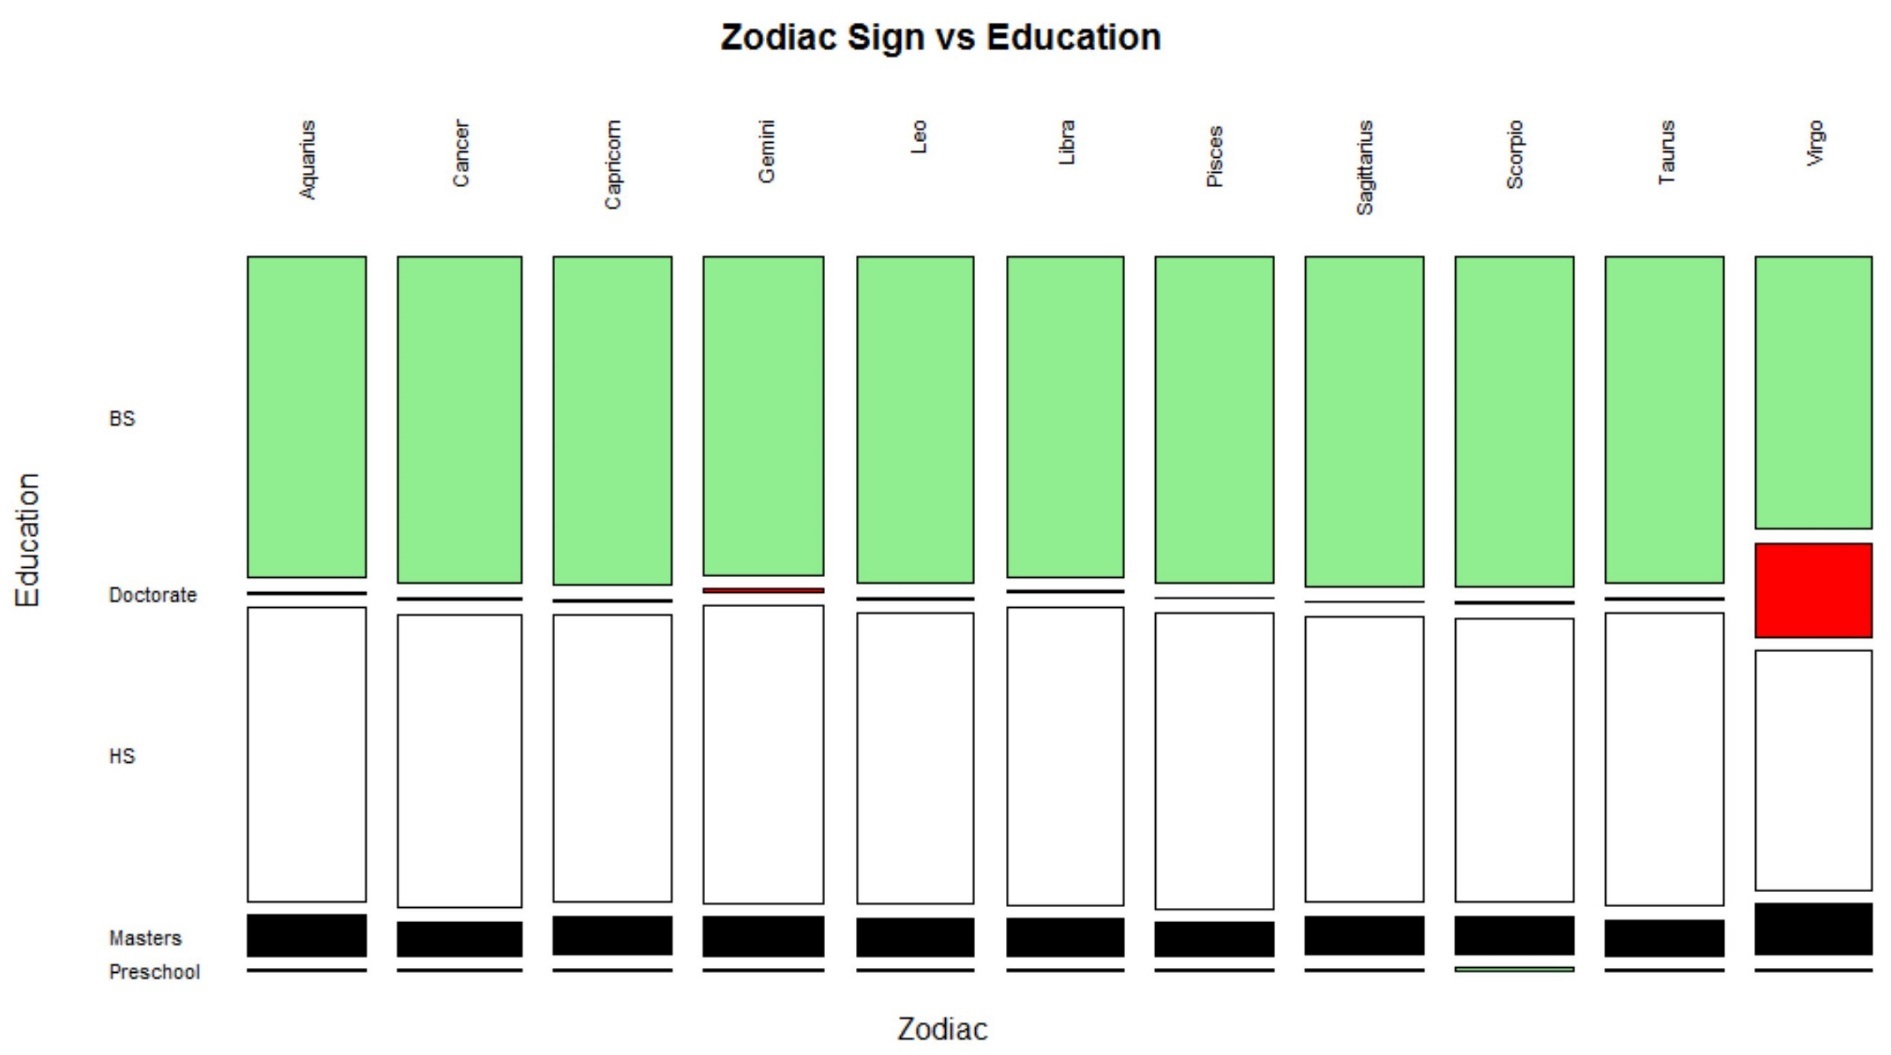 Zodiac Sign vs Education
Aquarius
Cancer
Capricorn
Gemini
Leo
Libra
Pisces
Sagittarius
Scorpio
Taurus
Virgo
Education
BS
Doctorate
HS
Masters
Preschool
Zodiac